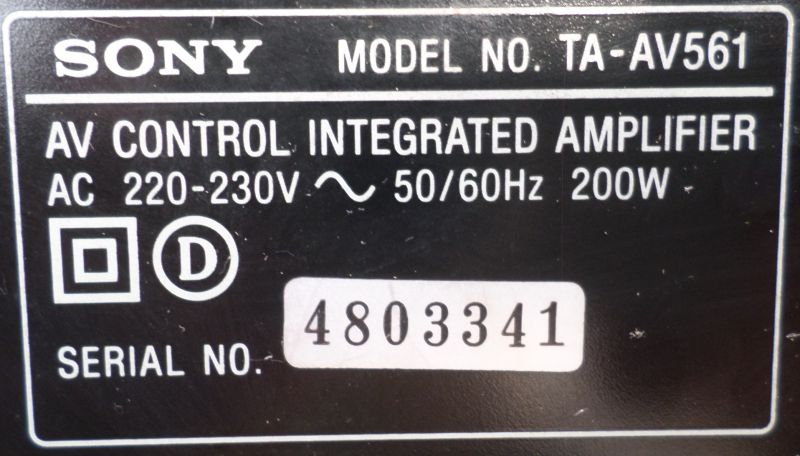 SONY MODEL NO. TA-AV561
AV CONTROL INTEGRATED AMPLIFIER
AC 220-230V ～ 50/60Hz 200W
D
SERIAL NO. 4803341